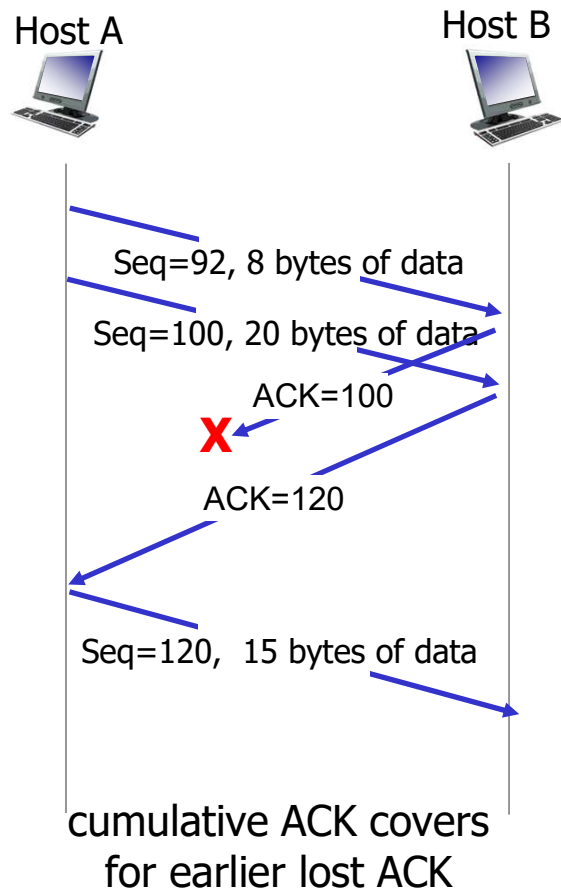 Host A
Host B
Seq=92, 8 bytes of data
Seq=100, 20 bytes of data
ACK=100
X
ACK=120
Seq=120, 15 bytes of data
cumulative ACK covers
for earlier lost ACK